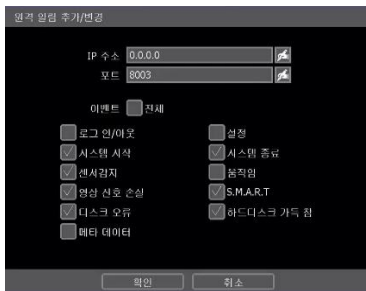 원격 알림 추가/변경
IP 주소 0.0.0.0
포트 8003
이벤트 전체
로그 인/아웃 설정
시스템 시작 시스템 종료
센서감지 움직임
영상 신호 손실 S.M.A.R.T
디스크 오류 하드디스크 가득 참
메타 데이터
확인 취소